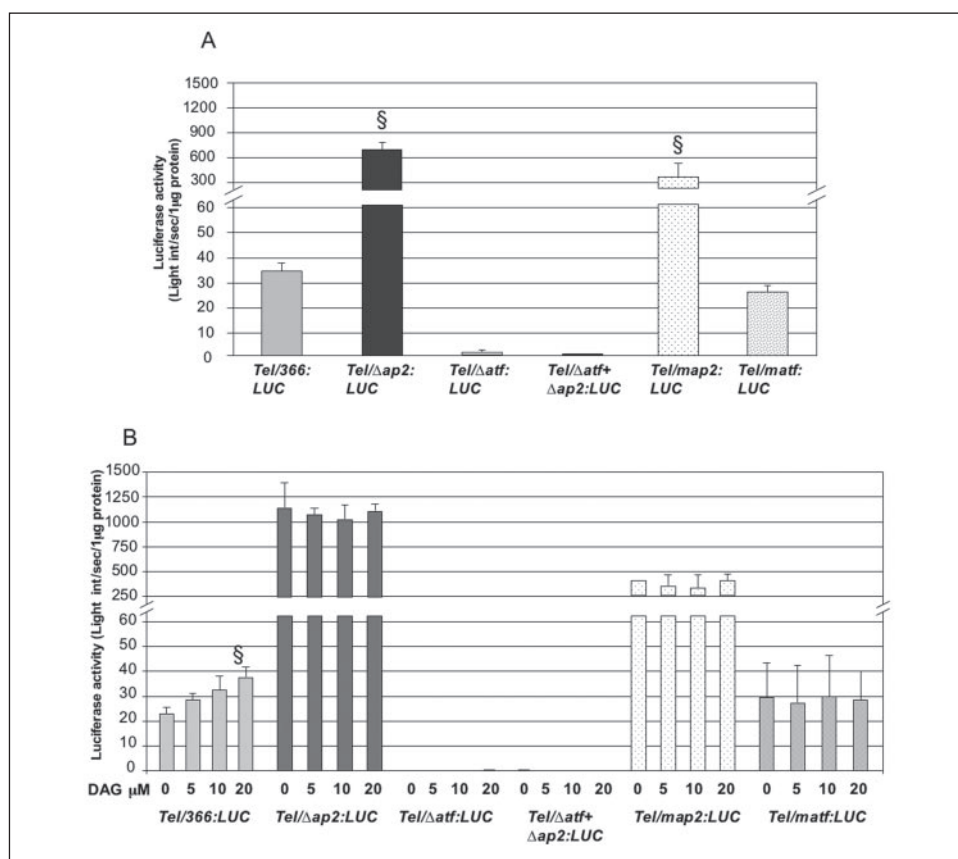 A
Luciferase activity
(Light int/sec/1µg protein)
1500
1200
900
600
300
60
50
40
30
20
10
0
§
§
Tel/366:
LUC
Tel/Δap2:
LUC
Tel/Δatf:
LUC
Tel/Δatf+
Δap2:LUC
Tel/map2:
LUC
Tel/matf:
LUC
B
Luciferase activity (Light int/sec/1µg protein)
1500
1250
1000
750
500
250
60
50
40
30
20
10
0
§
DAG µM 0 5 10 20 0 5 10 20 0 5 10 20 0 5 10 20 0 5 10 20 0 5 10 20
Tel/366:LUC
Tel/Δap2:LUC
Tel/Δatf:LUC
Tel/Δatf+
Δap2:LUC
Tel/map2:LUC
Tel/matf:LUC